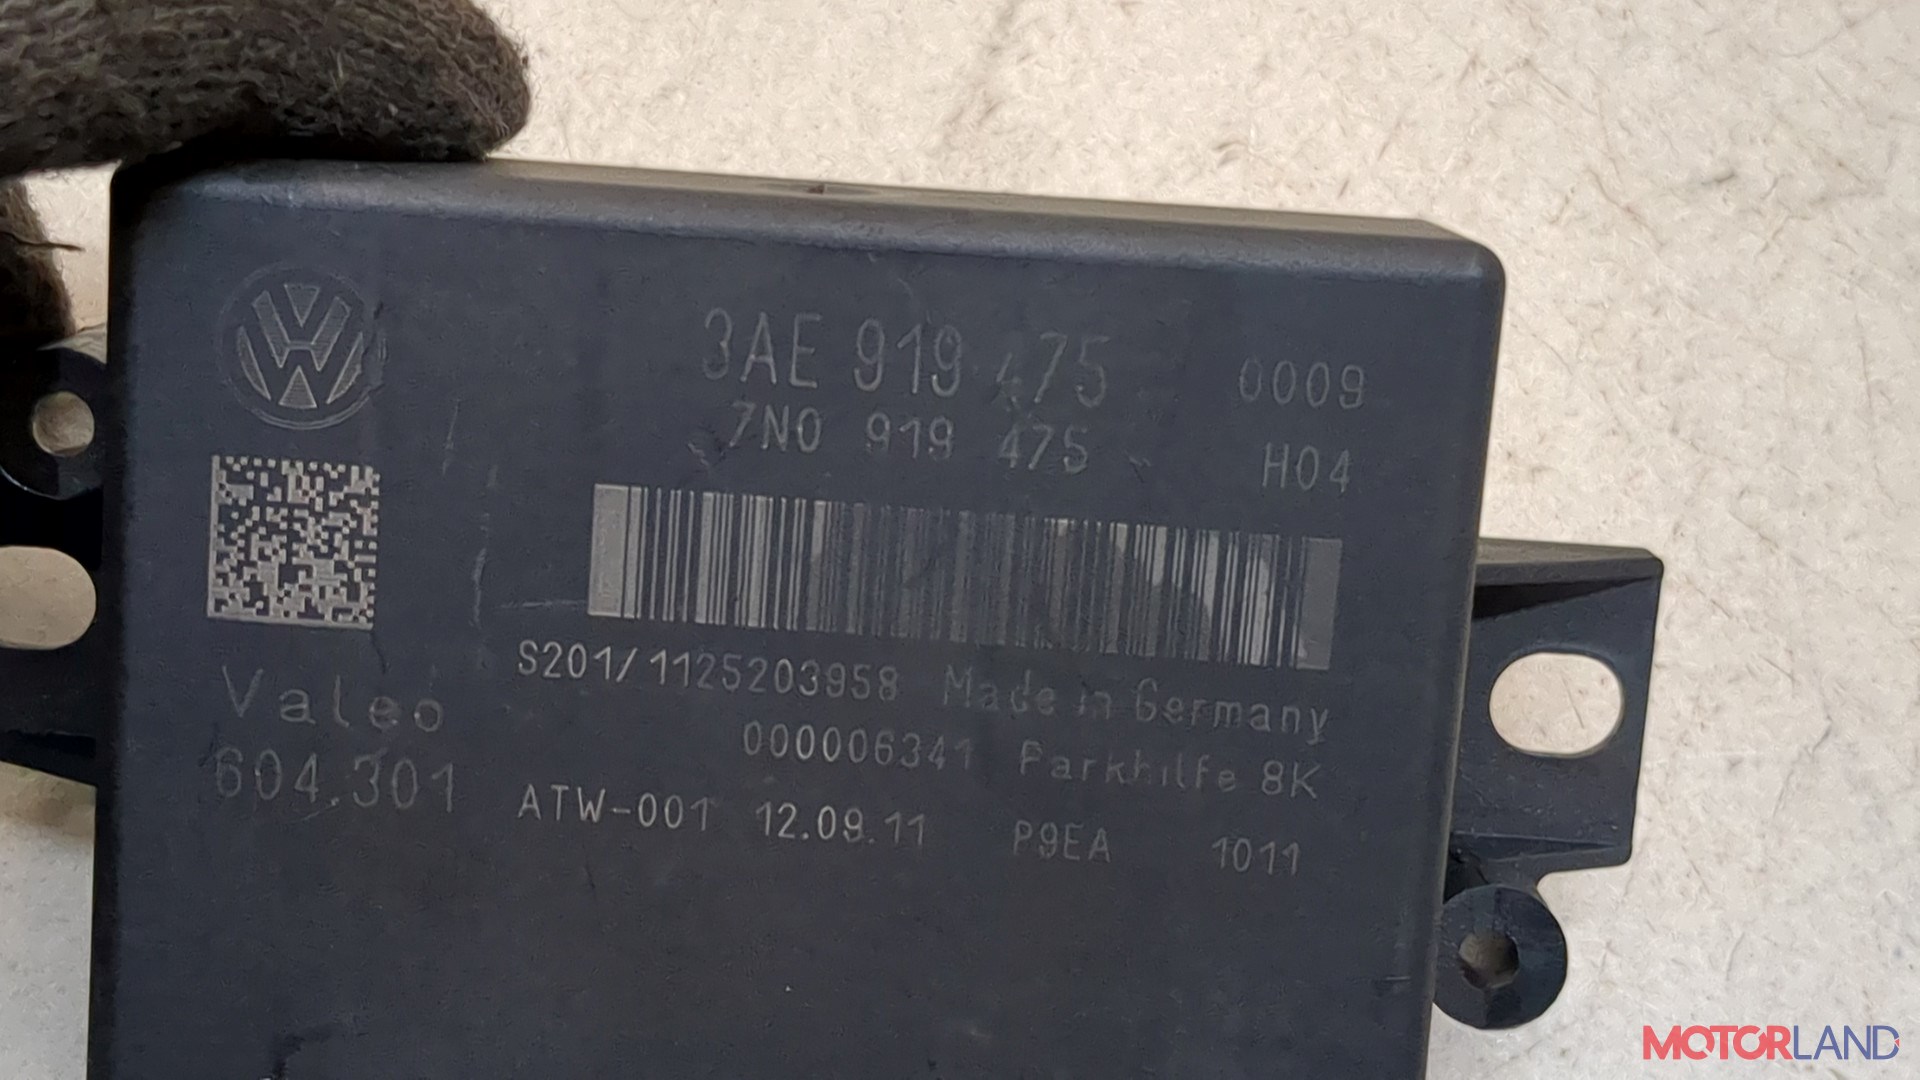 3AE 919 475 0009
7N0 919 475 H04
S201/1125203958 Made in Germany
Valeo
000006341 Parkhilfe 8K
604.301
ATW-001 12.09.11 P9EA 1011
MOTORLAND